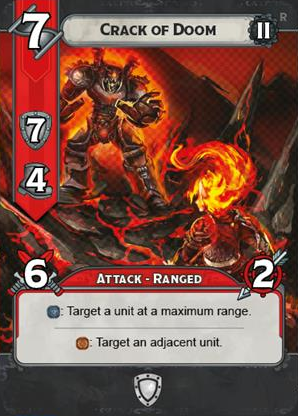 7
CRACK OF DOOM
II
R
7
4
6
ATTACK - RANGED
2
: Target a unit at a maximum range.
: Target an adjacent unit.